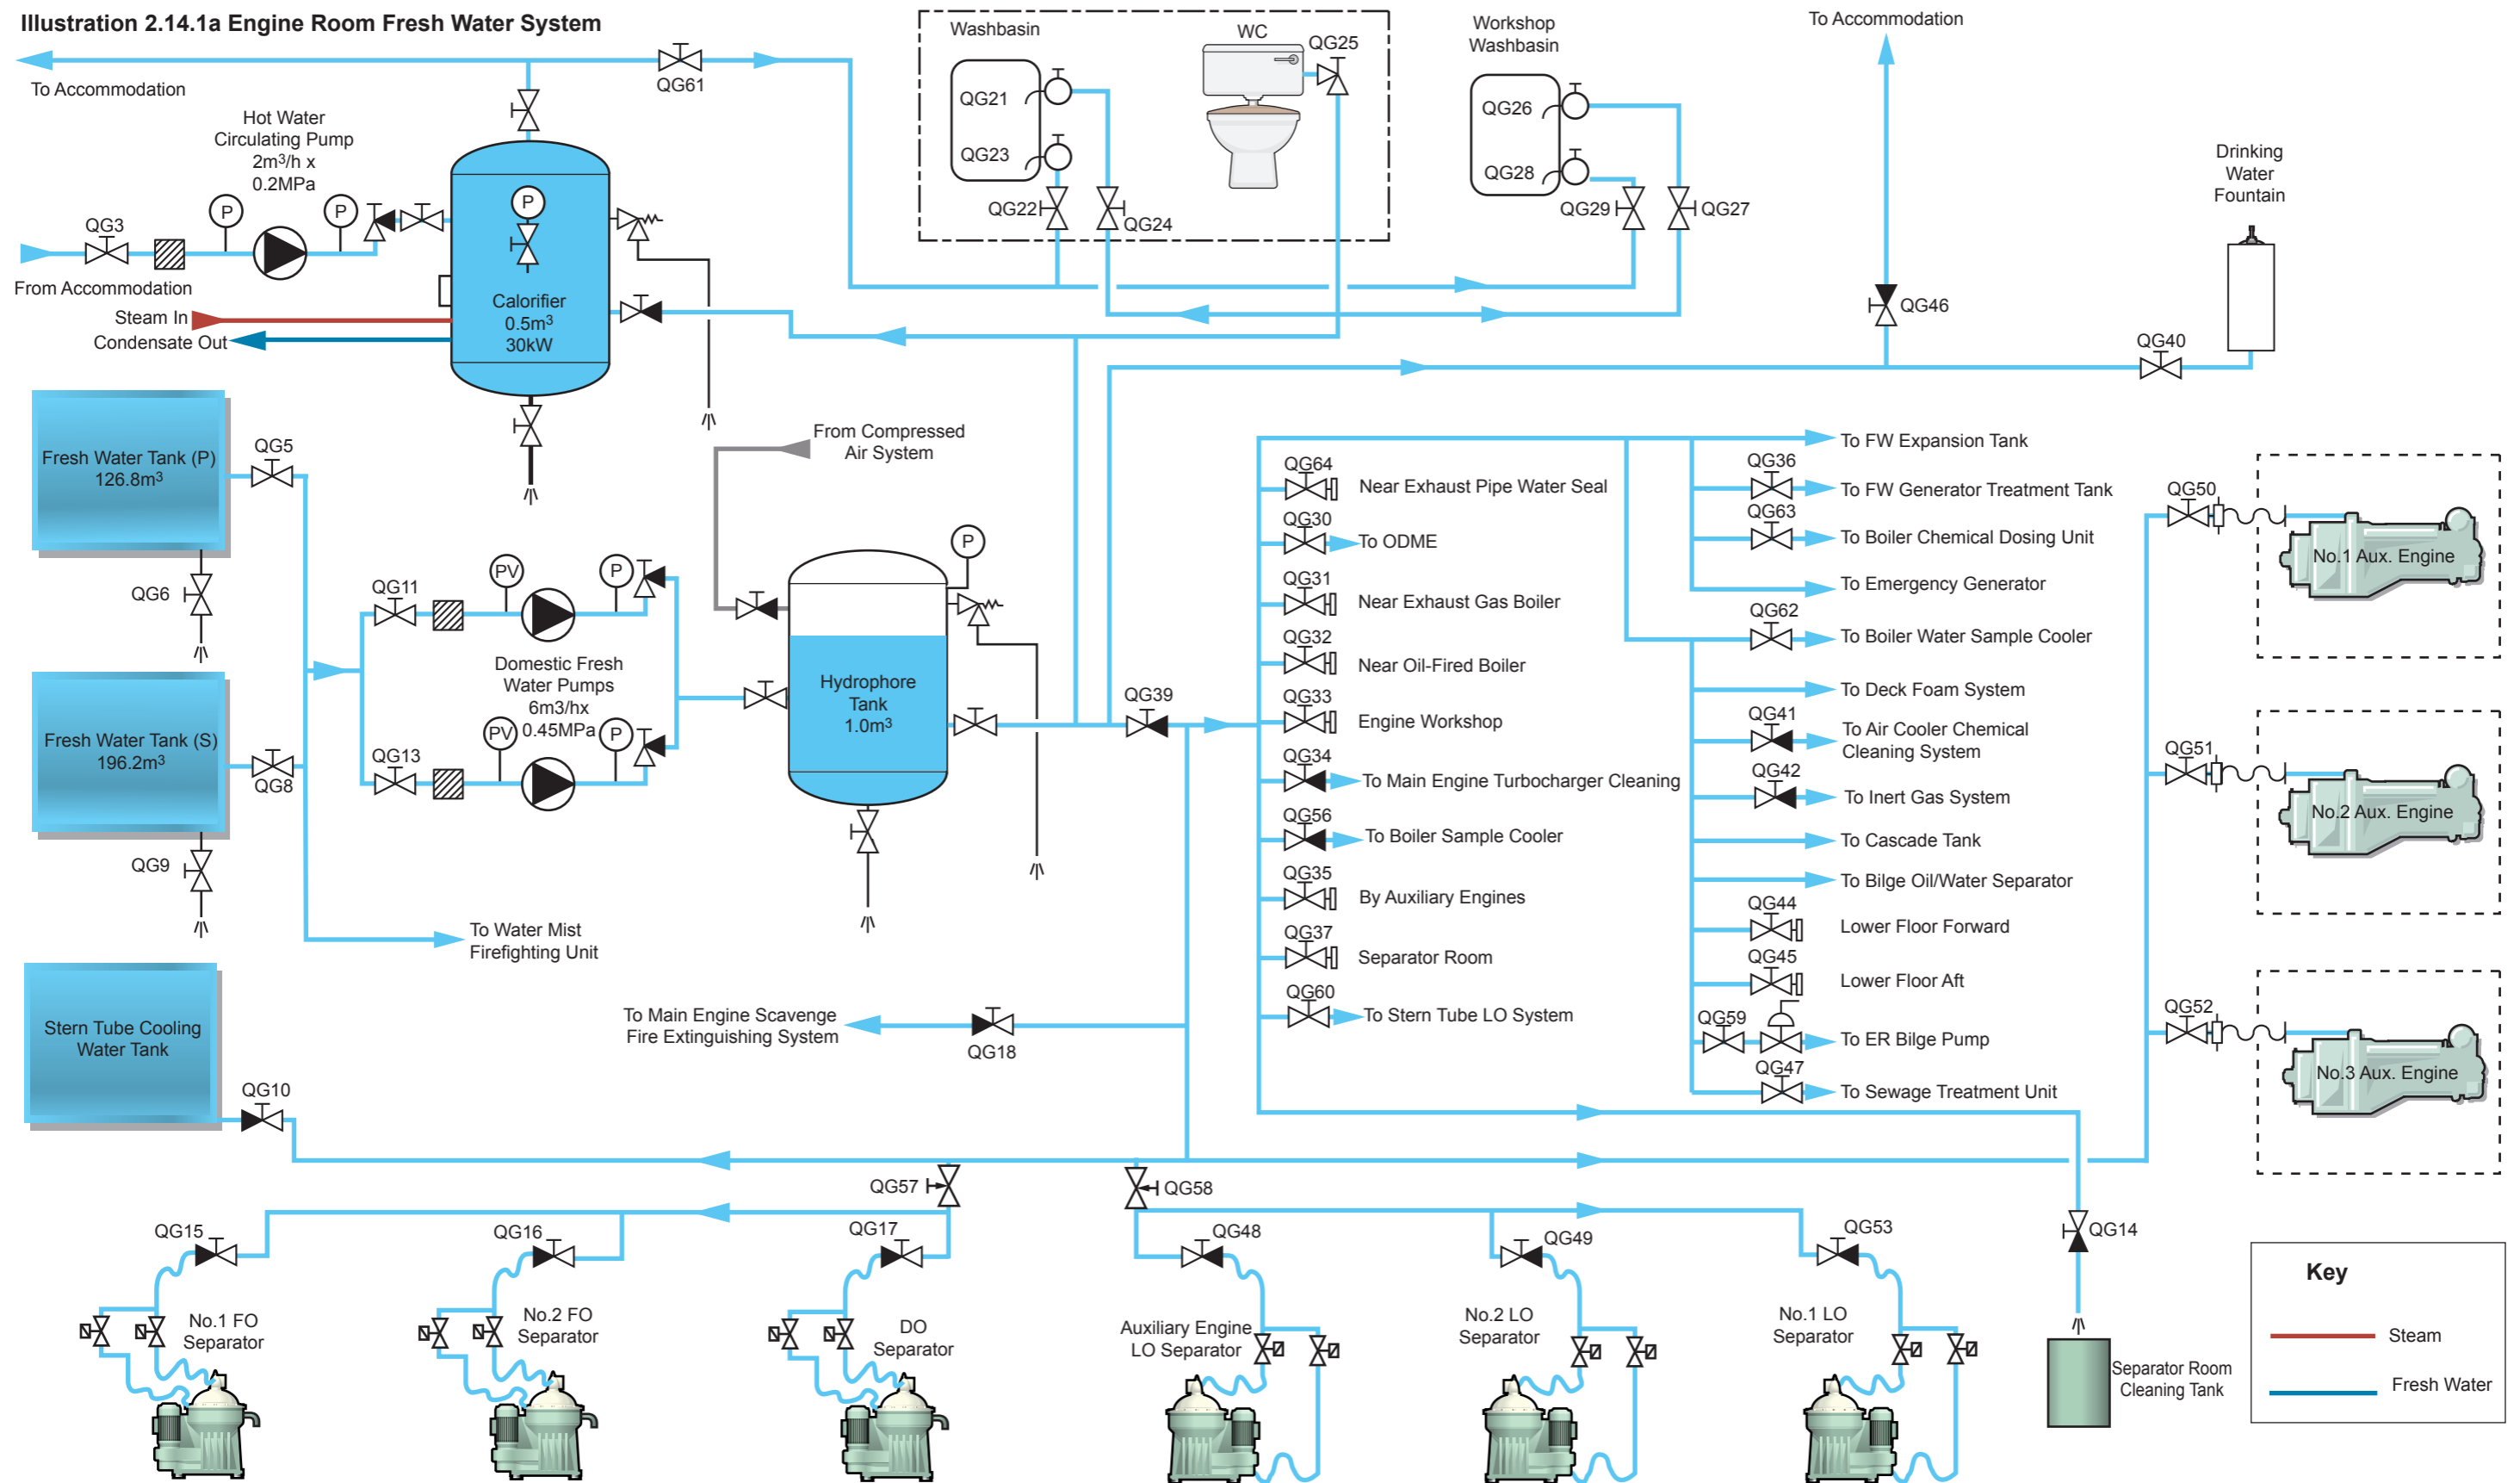 Illustration 2.14.1a Engine Room Fresh Water System
To Accommodation
QG61
Hot Water
Circulating Pump
2m³/h x
0.2MPa
QG3
P
P
From Accommodation
Steam In
Condensate Out
P
Calorifier
0.5m³
30kW
Washbasin
QG21
QG23
QG22
QG24
WC
QG25
Workshop
Washbasin
QG26
QG28
QG29
QG27
To Accommodation
QG46
Drinking
Water
Fountain
QG40
Fresh Water Tank (P)
126.8m³
QG5
QG6
Fresh Water Tank (S)
196.2m³
QG8
QG9
QG11
PV
P
Domestic Fresh
Water Pumps
6m3/hx
0.45MPa
QG13
PV
P
To Water Mist
Firefighting Unit
From Compressed
Air System
P
Hydrophore
Tank
1.0m³
QG39
QG64
Near Exhaust Pipe Water Seal
QG30
To ODME
QG31
Near Exhaust Gas Boiler
QG32
Near Oil-Fired Boiler
QG33
Engine Workshop
QG34
To Main Engine Turbocharger Cleaning
QG56
To Boiler Sample Cooler
QG35
By Auxiliary Engines
QG37
Separator Room
QG60
To Stern Tube LO System
To FW Expansion Tank
QG36
To FW Generator Treatment Tank
QG63
To Boiler Chemical Dosing Unit
To Emergency Generator
QG62
To Boiler Water Sample Cooler
To Deck Foam System
QG41
To Air Cooler Chemical
Cleaning System
QG42
To Inert Gas System
To Cascade Tank
To Bilge Oil/Water Separator
QG44
Lower Floor Forward
QG45
Lower Floor Aft
QG59
To ER Bilge Pump
QG47
To Sewage Treatment Unit
QG50
No.1 Aux. Engine
QG51
No.2 Aux. Engine
QG52
No.3 Aux. Engine
Stern Tube Cooling
Water Tank
QG10
To Main Engine Scavenge
Fire Extinguishing System
QG18
QG57
QG58
QG15
No.1 FO
Separator
QG16
No.2 FO
Separator
QG17
DO
Separator
QG48
Auxiliary Engine
LO Separator
QG49
No.2 LO
Separator
QG53
No.1 LO
Separator
QG14
Separator Room
Cleaning Tank
Key
Steam
Fresh Water